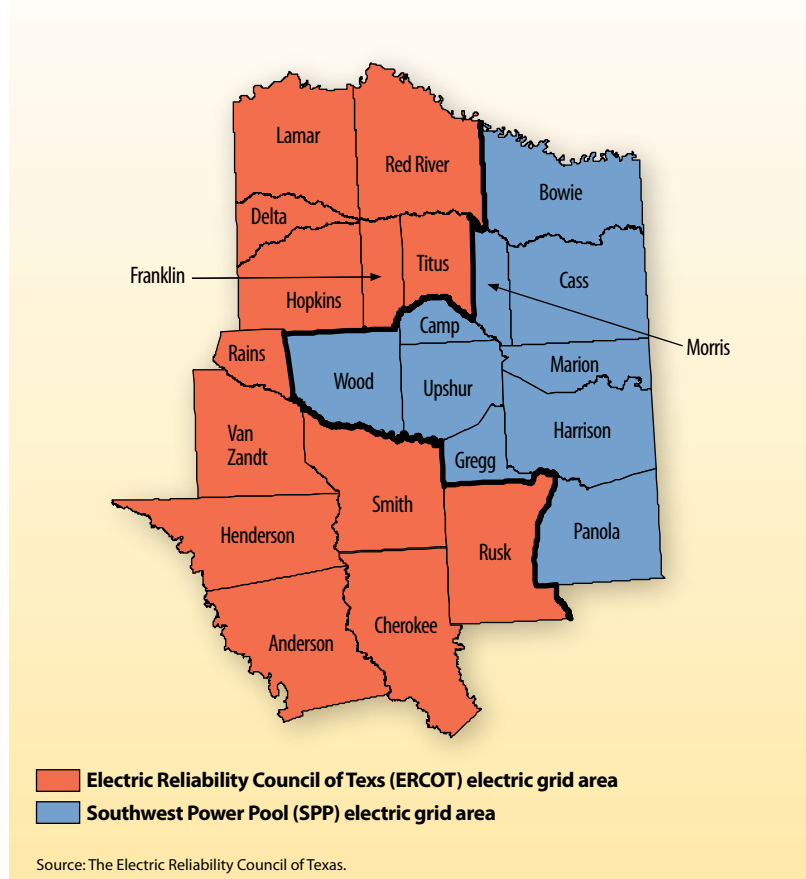 Lamar
Red River
Bowie
Delta
Franklin
Titus
Cass
Hopkins
Camp
Morris
Rains
Wood
Marion
Upshur
Van
Zandt
Harrison
Gregg
Smith
Henderson
Rusk
Panola
Anderson
Cherokee
Electric Reliability Council of Texs (ERCOT) electric grid area
Southwest Power Pool (SPP) electric grid area
Source: The Electric Reliability Council of Texas.